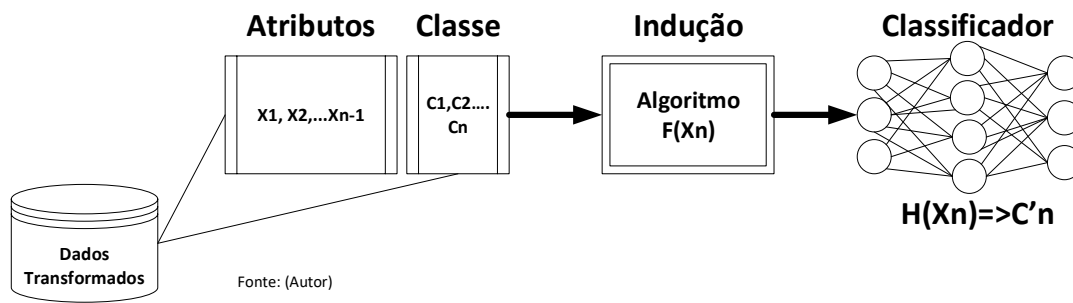 Atributos
Classe
Indução
Classificador
X1, X2,...Xn-1
C1,C2....
Cn
Algoritmo
F(Xn)
H(Xn)=>C’n
Dados
Transformados
Fonte: (Autor)